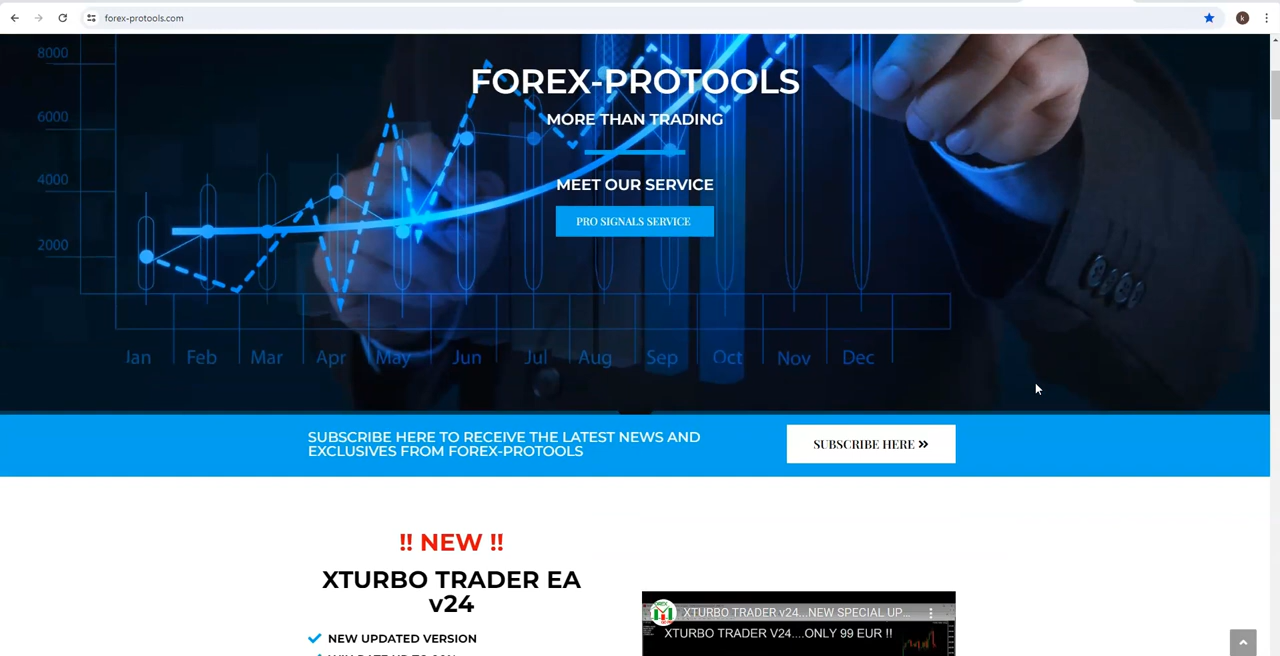 forex-protools.com
k
8000
FOREX-PROTOOLS
6000
MORE THAN TRADING
4000
MEET OUR SERVICE
PRO SIGNALS SERVICE
2000
Jan Feb Mar Apr May Jun Jul Aug Sep Oct Nov Dec
SUBSCRIBE HERE TO RECEIVE THE LATEST NEWS AND
EXCLUSIVES FROM FOREX-PROTOOLS
SUBSCRIBE HERE »
!! NEW !!
XTURBO TRADER EA
v24
NEW UPDATED VERSION
XTURBO TRADER v24...NEW SPECIAL UP...
XTURBO TRADER V24....ONLY 99 EUR !!